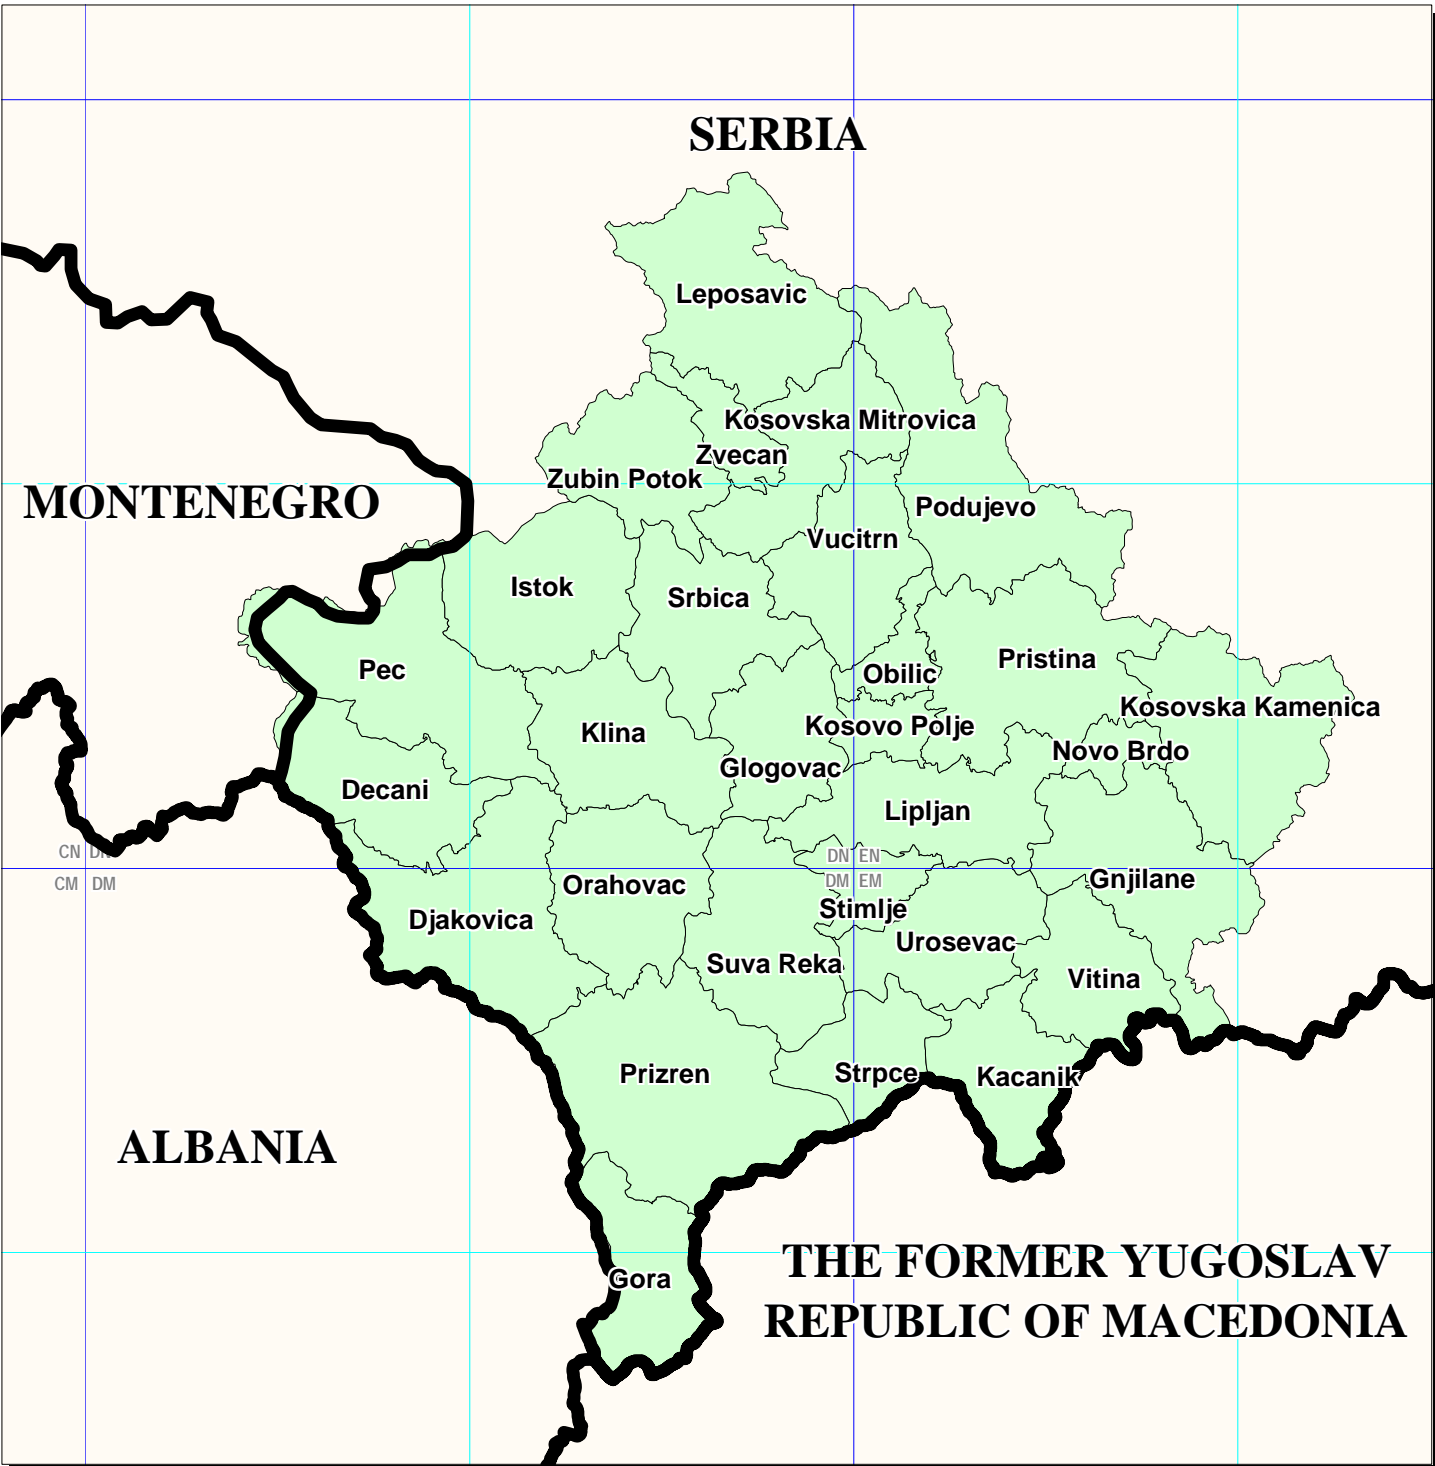 SERBIA
Leposavic
Kosovska Mitrovica
Zvecan
Zubin Potok
MONTENEGRO
Podujevo
Vucitrn
Istok
Srbica
Pristina
Pec
Obilic
Kosovska Kamenica
Kosovo Polje
Klina
Novo Brdo
Glogovac
Decani
Lipljan
CN DN
DN EN
CM DM
DM EM
Gnjilane
Orahovac
Stimlje
Djakovica
Urosevac
Suva Reka
Vitina
Prizren
Strpce
Kacanik
ALBANIA
Gora
THE FORMER YUGOSLAV
REPUBLIC OF MACEDONIA